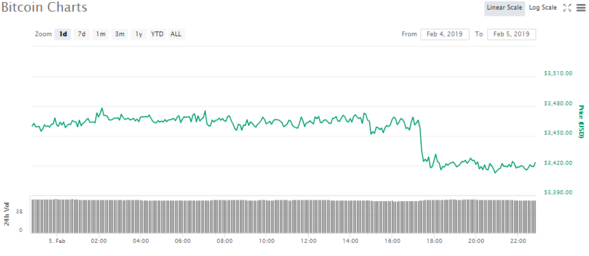 Bitcoin Charts
Linear Scale Log Scale
Zoom 1d 7d 1m 3m 1y YTD ALL
From Feb 4, 2019 To Feb 5, 2019
$3,510.00
$3,480.00
$3,450.00
$3,420.00
$3,390.00
Price (USD)
24h Vol
3B
0
5. Feb 02:00 04:00 06:00 08:00 10:00 12:00 14:00 16:00 18:00 20:00 22:00